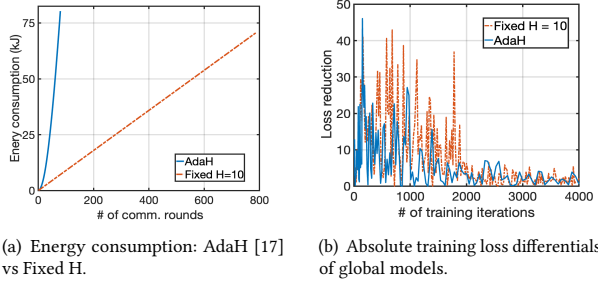 Enery consumption (kJ)
75
50
25
0
0
200
400
600
800
# of comm. rounds
AdaH
Fixed H=10
(a) Energy consumption: AdaH [17]
vs Fixed H.
Loss reduction
50
40
30
20
10
0
0
1000
2000
3000
4000
# of training iterations
Fixed H = 10
AdaH
(b) Absolute training loss differentials
of global models.